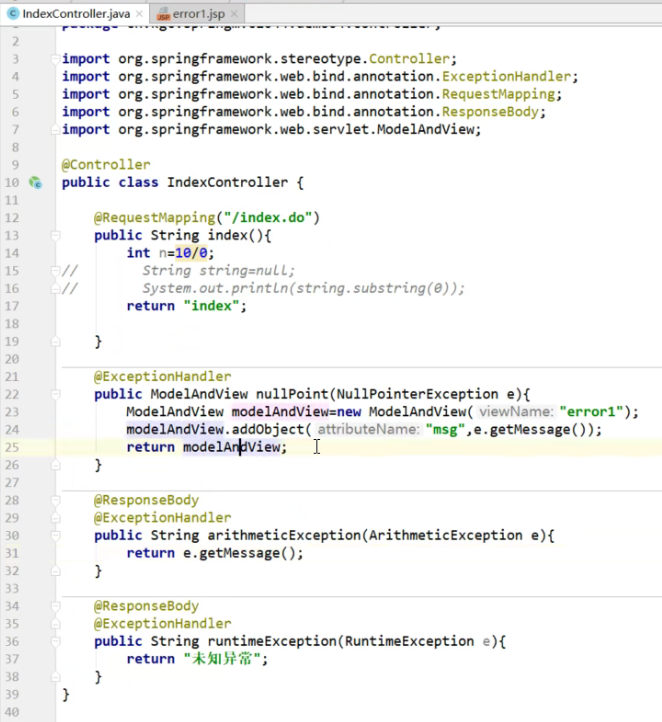 IndexController.java × error1.jsp ×
2
3 import org.springframework.stereotype.Controller;
4 import org.springframework.web.bind.annotation.ExceptionHandler;
5 import org.springframework.web.bind.annotation.RequestMapping;
6 import org.springframework.web.bind.annotation.ResponseBody;
7 import org.springframework.web.servlet.ModelAndView;
8
9 @Controller
10 public class IndexController {
11
12 @RequestMapping("/index.do")
13 public String index(){
14 int n=10/0;
15 // String string=null;
16 // System.out.println(string.substring(0));
17 return "index";
18
19 }
20
21 @ExceptionHandler
22 public ModelAndView nullPoint(NullPointerException e){
23 ModelAndView modelAndView=new ModelAndView( viewName: "error1");
24 modelAndView.addObject( attributeName: "msg",e.getMessage());
25 return modelAndView;
26 }
27
28 @ResponseBody
29 @ExceptionHandler
30 public String arithmeticException(ArithmeticException e){
31 return e.getMessage();
32 }
33
34 @ResponseBody
35 @ExceptionHandler
36 public String runtimeException(RuntimeException e){
37 return "未知异常";
38 }
39 }
40